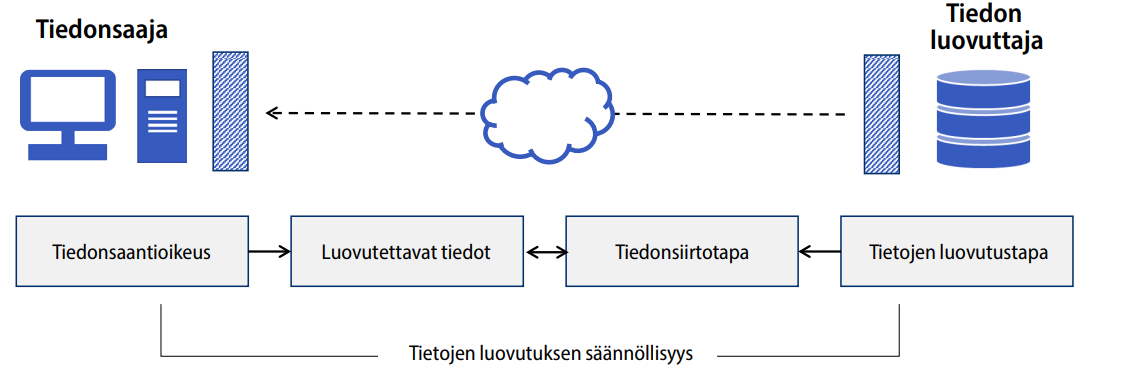 Tiedonsaaja
Tiedon
luovuttaja
Tiedonsaantioikeus
Luovutettavat tiedot
Tiedonsiirtotapa
Tietojen luovutustapa
Tietojen luovutuksen säännöllisyys